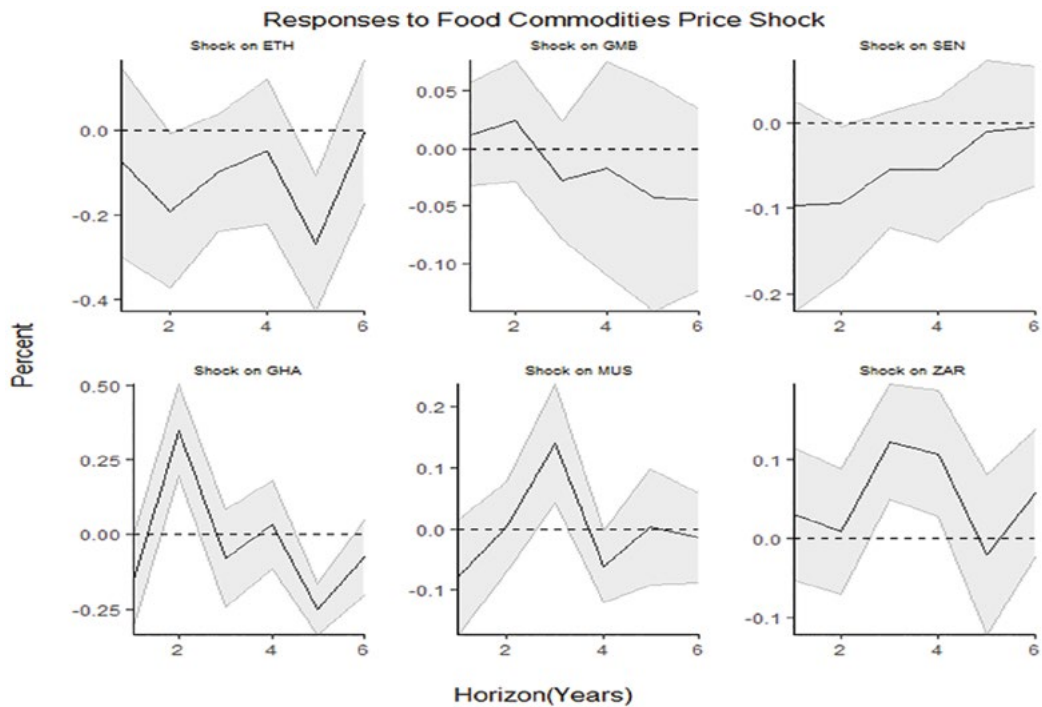 Responses to Food Commodities Price Shock
Shock on ETH
Shock on GMB
Shock on SEN
0.0
-0.2
-0.4
2 4 6
0.05
0.00
-0.05
-0.10
2 4 6
0.0
-0.1
-0.2
2 4 6
Percent
Shock on GHA
Shock on MUS
Shock on ZAR
0.50
0.25
0.00
-0.25
2 4 6
0.2
0.1
0.0
-0.1
2 4 6
0.1
0.0
-0.1
2 4 6
Horizon(Years)